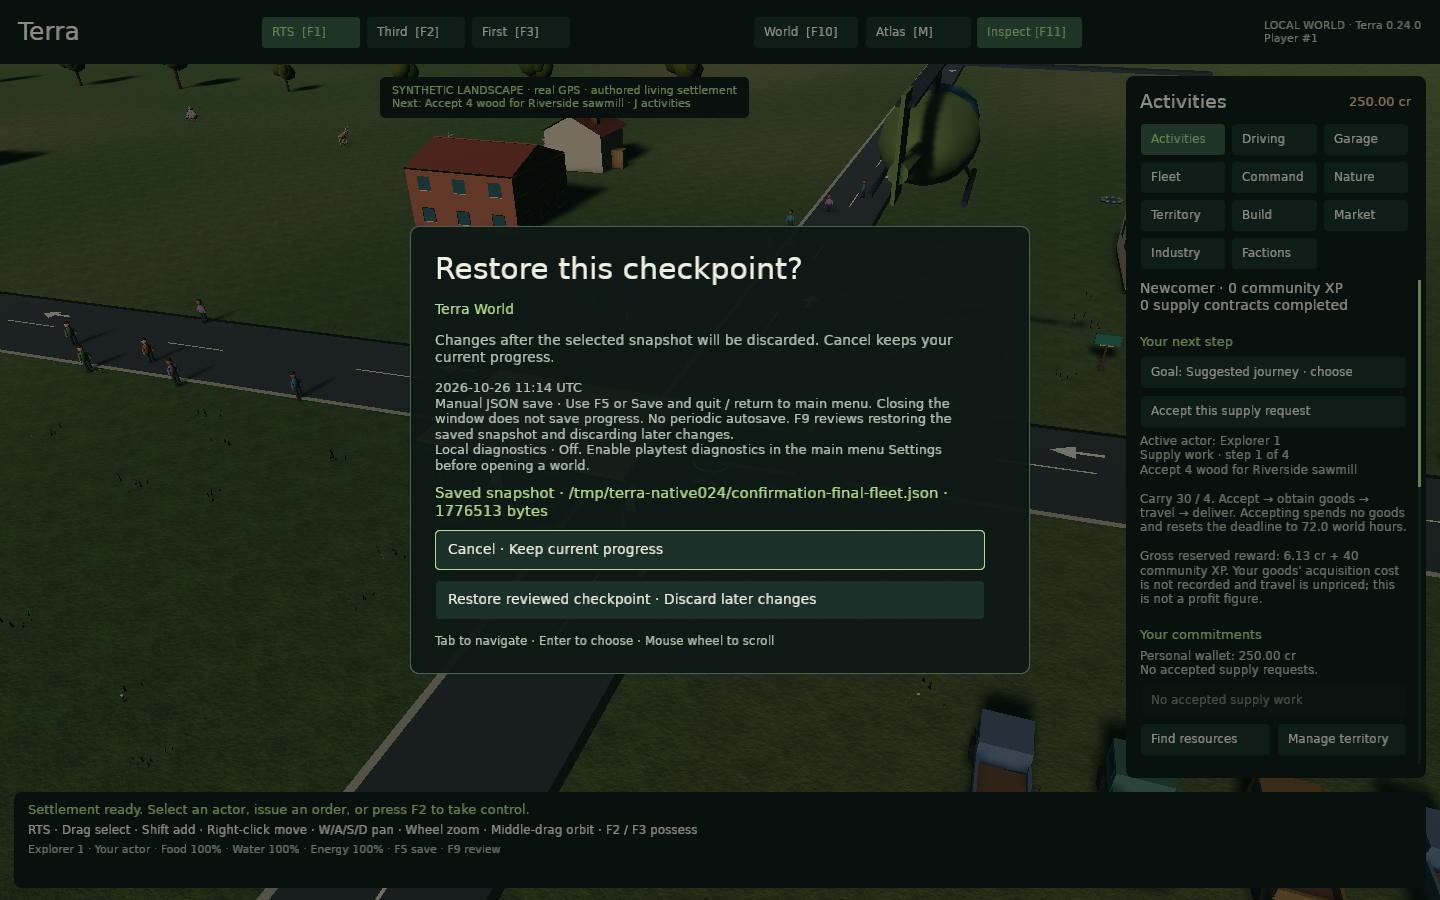 Terra
RTS [F1]
Third [F2]
First [F3]
World [F10]
Atlas [M]
Inspect [F11]
LOCAL WORLD · Terra 0.24.0
Player #1
SYNTHETIC LANDSCAPE · real GPS · authored living settlement
Next: Accept 4 wood for Riverside sawmill · J activities
Activities
250.00 cr
Activities
Driving
Garage
Fleet
Command
Nature
Territory
Build
Market
Industry
Factions
Newcomer · 0 community XP
0 supply contracts completed
Your next step
Goal: Suggested journey · choose
Accept this supply request
Active actor: Explorer 1
Supply work · step 1 of 4
Accept 4 wood for Riverside sawmill
Carry 30 / 4. Accept → obtain goods →
travel → deliver. Accepting spends no goods
and resets the deadline to 72.0 world hours.
Gross reserved reward: 6.13 cr + 40
community XP. Your goods' acquisition cost
is not recorded and travel is unpriced; this
is not a profit figure.
Your commitments
Personal wallet: 250.00 cr
No accepted supply requests.
No accepted supply work
Find resources
Manage territory
Restore this checkpoint?
Terra World
Changes after the selected snapshot will be discarded. Cancel keeps your
current progress.
2026-10-26 11:14 UTC
Manual JSON save · Use F5 or Save and quit / return to main menu. Closing the
window does not save progress. No periodic autosave. F9 reviews restoring the
saved snapshot and discarding later changes.
Local diagnostics · Off. Enable playtest diagnostics in the main menu Settings
before opening a world.
Saved snapshot · /tmp/terra-native024/confirmation-final-fleet.json ·
1776513 bytes
Cancel · Keep current progress
Restore reviewed checkpoint · Discard later changes
Tab to navigate · Enter to choose · Mouse wheel to scroll
Settlement ready. Select an actor, issue an order, or press F2 to take control.
RTS · Drag select · Shift add · Right-click move · W/A/S/D pan · Wheel zoom · Middle-drag orbit · F2 / F3 possess
Explorer 1 · Your actor · Food 100% · Water 100% · Energy 100% · F5 save · F9 review